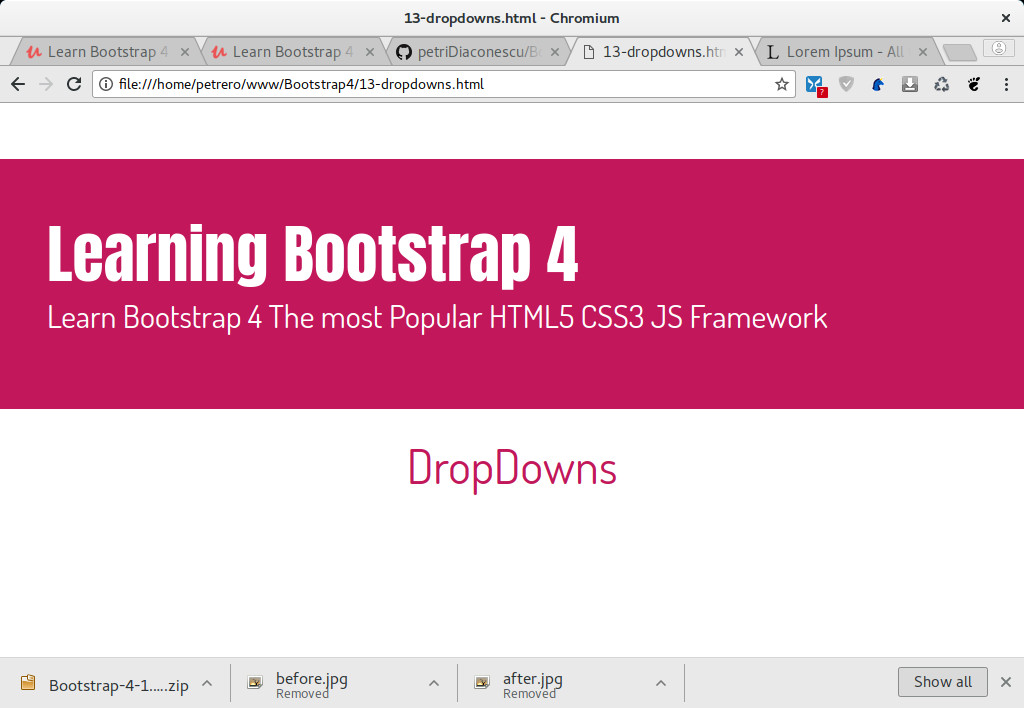 13-dropdowns.html - Chromium
Learn Bootstrap 4
Learn Bootstrap 4
petriDiaconescu/B
13-dropdowns.htm
Lorem Ipsum - All
file:///home/petrero/www/Bootstrap4/13-dropdowns.html
?
Learning Bootstrap 4
Learn Bootstrap 4 The most Popular HTML5 CSS3 JS Framework
DropDowns
Bootstrap-4-1.....zip
before.jpg
Removed
after.jpg
Removed
Show all